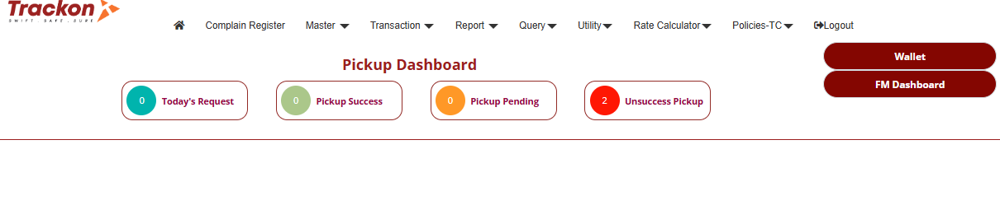 Trackon
SWIFT . SAFE . SURE
Complain Register Master Transaction Report Query Utility Rate Calculator Policies-TC Logout
Wallet
Pickup Dashboard
FM Dashboard
0 Today's Request 0 Pickup Success 0 Pickup Pending 2 Unsuccess Pickup